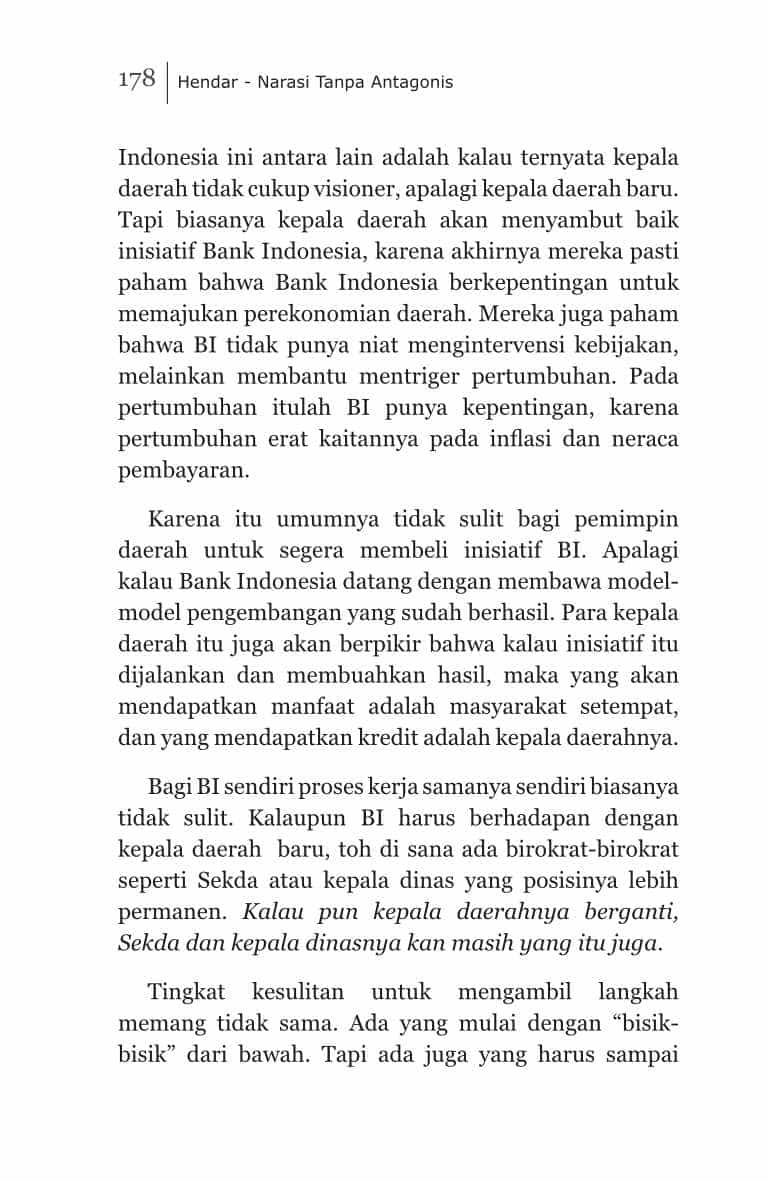 178 Hendar - Narasi Tanpa Antagonis
Indonesia ini antara lain adalah kalau ternyata kepala
daerah tidak cukup visioner, apalagi kepala daerah baru.
Tapi biasanya kepala daerah akan menyambut baik
inisiatif Bank Indonesia, karena akhirnya mereka pasti
paham bahwa Bank Indonesia berkepentingan untuk
memajukan perekonomian daerah. Mereka juga paham
bahwa BI tidak punya niat mengintervensi kebijakan,
melainkan membantu mentriger pertumbuhan. Pada
pertumbuhan itulah BI punya kepentingan, karena
pertumbuhan erat kaitannya pada inflasi dan neraca
pembayaran.
Karena itu umumnya tidak sulit bagi pemimpin
daerah untuk segera membeli inisiatif BI. Apalagi
kalau Bank Indonesia datang dengan membawa model-
model pengembangan yang sudah berhasil. Para kepala
daerah itu juga akan berpikir bahwa kalau inisiatif itu
dijalankan dan membuahkan hasil, maka yang akan
mendapatkan manfaat adalah masyarakat setempat,
dan yang mendapatkan kredit adalah kepala daerahnya.
Bagi BI sendiri proses kerja samanya sendiri biasanya
tidak sulit. Kalaupun BI harus berhadapan dengan
kepala daerah baru, toh di sana ada birokrat-birokrat
seperti Sekda atau kepala dinas yang posisinya lebih
permanen. Kalau pun kepala daerahnya berganti,
Sekda dan kepala dinasnya kan masih yang itu juga.
Tingkat kesulitan untuk mengambil langkah
memang tidak sama. Ada yang mulai dengan “bisik-
bisik” dari bawah. Tapi ada juga yang harus sampai